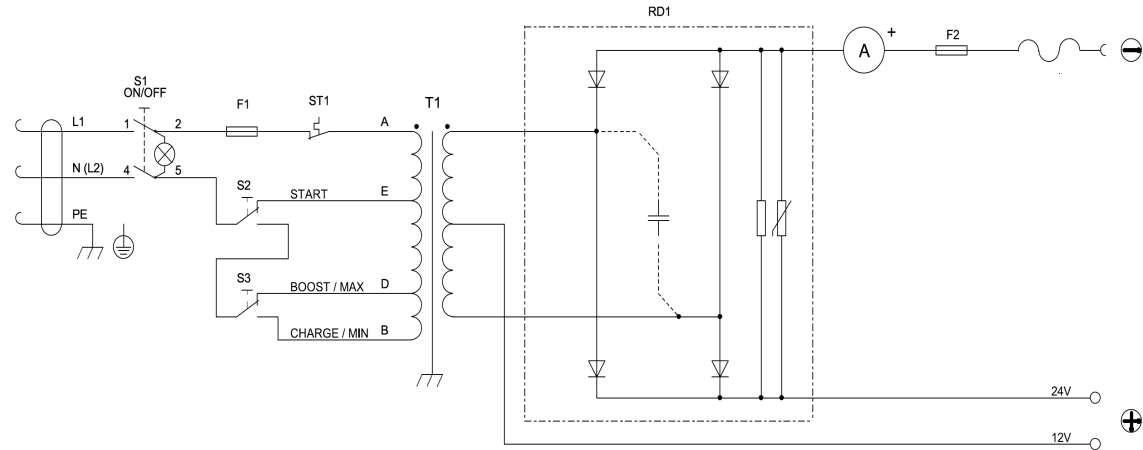 RD1
A
+
F2
S1
ON/OFF
F1
ST1
T1
L1
1
2
A
N (L2)
4
5
S2
START
E
PE
S3
BOOST / MAX
D
CHARGE / MIN
B
24V
12V